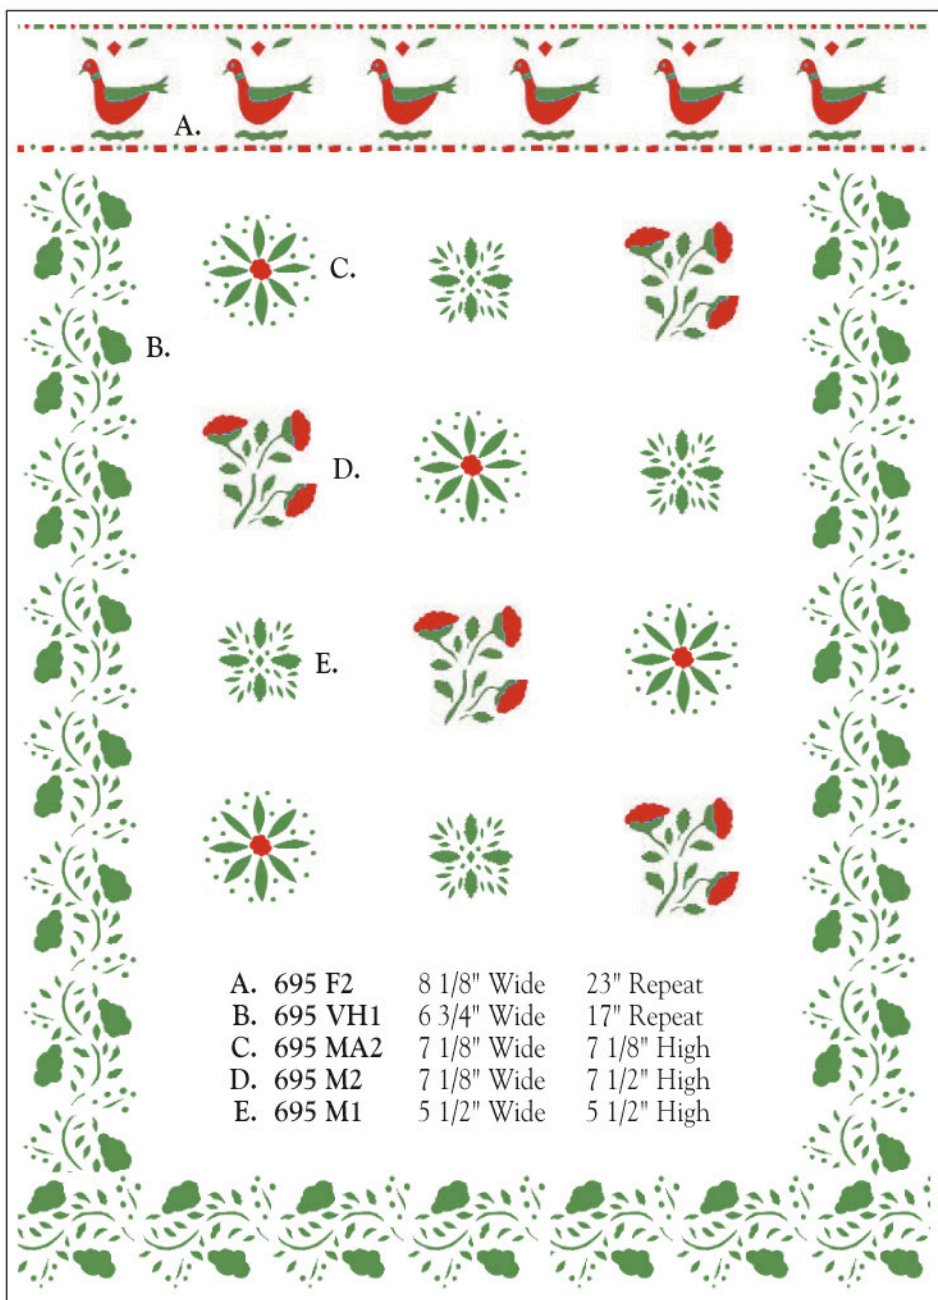 A.
C.
B.
D.
E.
A. 695 F2 8 1/8" Wide 23" Repeat
B. 695 VH1 6 3/4" Wide 17" Repeat
C. 695 MA2 7 1/8" Wide 7 1/8" High
D. 695 M2 7 1/8" Wide 7 1/2" High
E. 695 M1 5 1/2" Wide 5 1/2" High